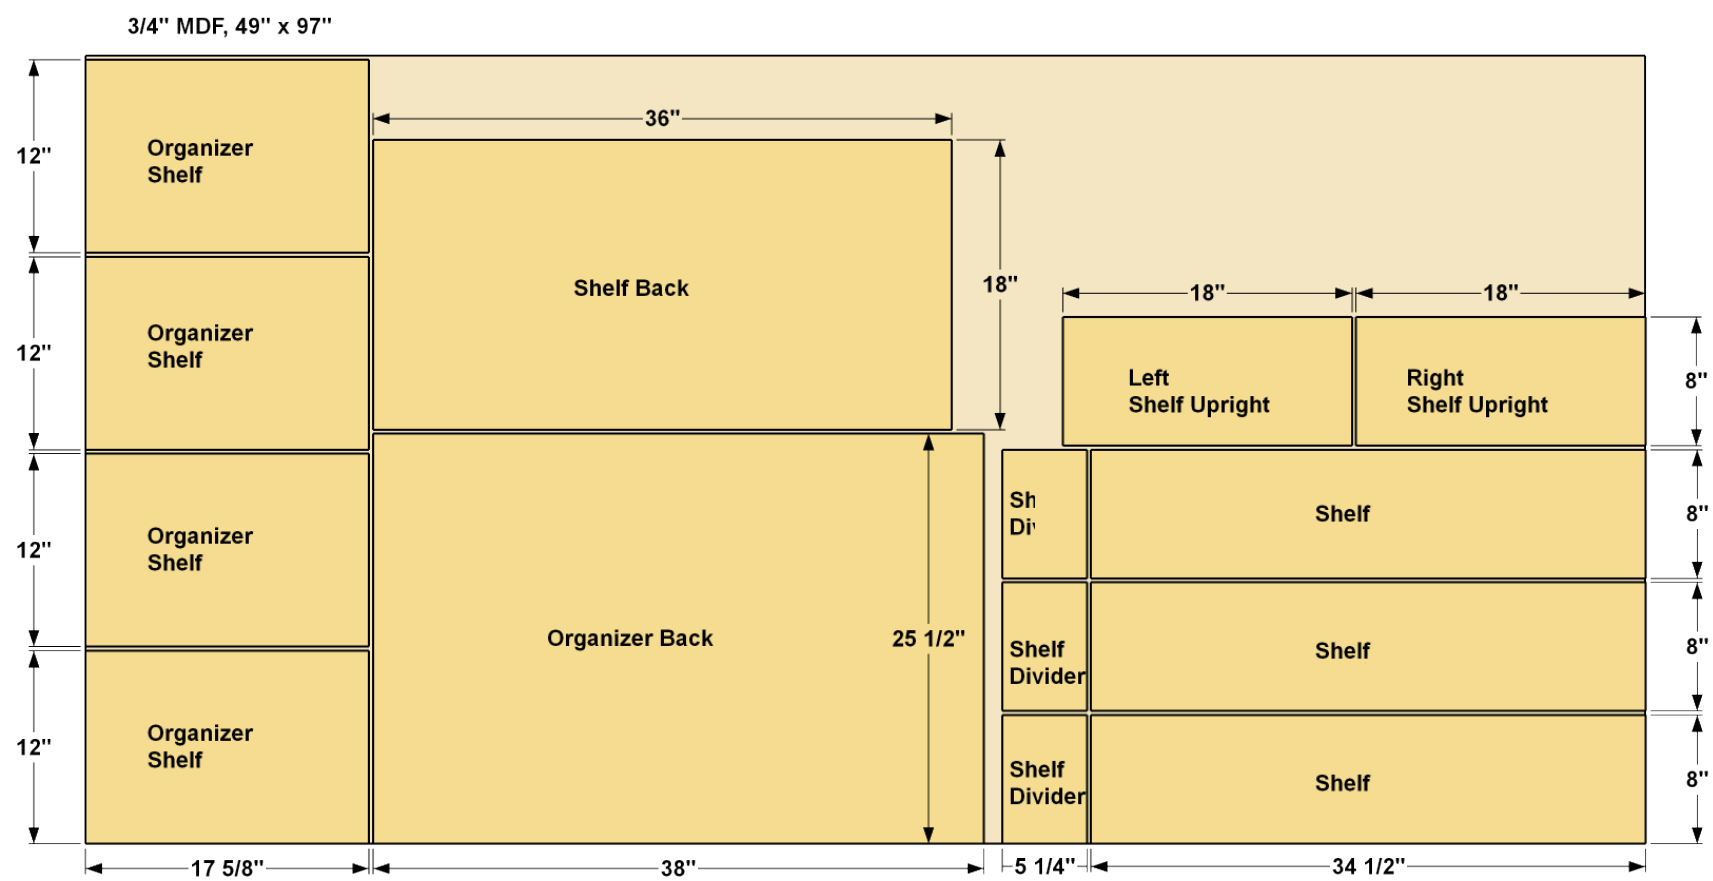 3/4" MDF, 49" x 97"
12"
Organizer
Shelf
36"
Shelf Back
18"
18"
18"
Left
Shelf Upright
Right
Shelf Upright
8"
12"
Organizer
Shelf
12"
Organizer
Shelf
Sh
Di
Shelf
8"
Organizer Back
25 1/2"
Shelf
Divider
Shelf
8"
12"
Organizer
Shelf
Shelf
Divider
Shelf
8"
17 5/8"
38"
5 1/4"
34 1/2"